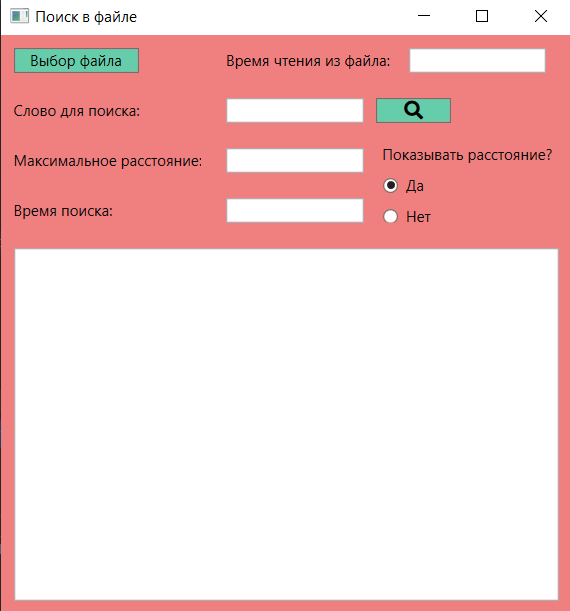 Поиск в файле
Выбор файла
Время чтения из файла:
Слово для поиска:
Максимальное расстояние:
Показывать расстояние?
Да
Время поиска:
Нет